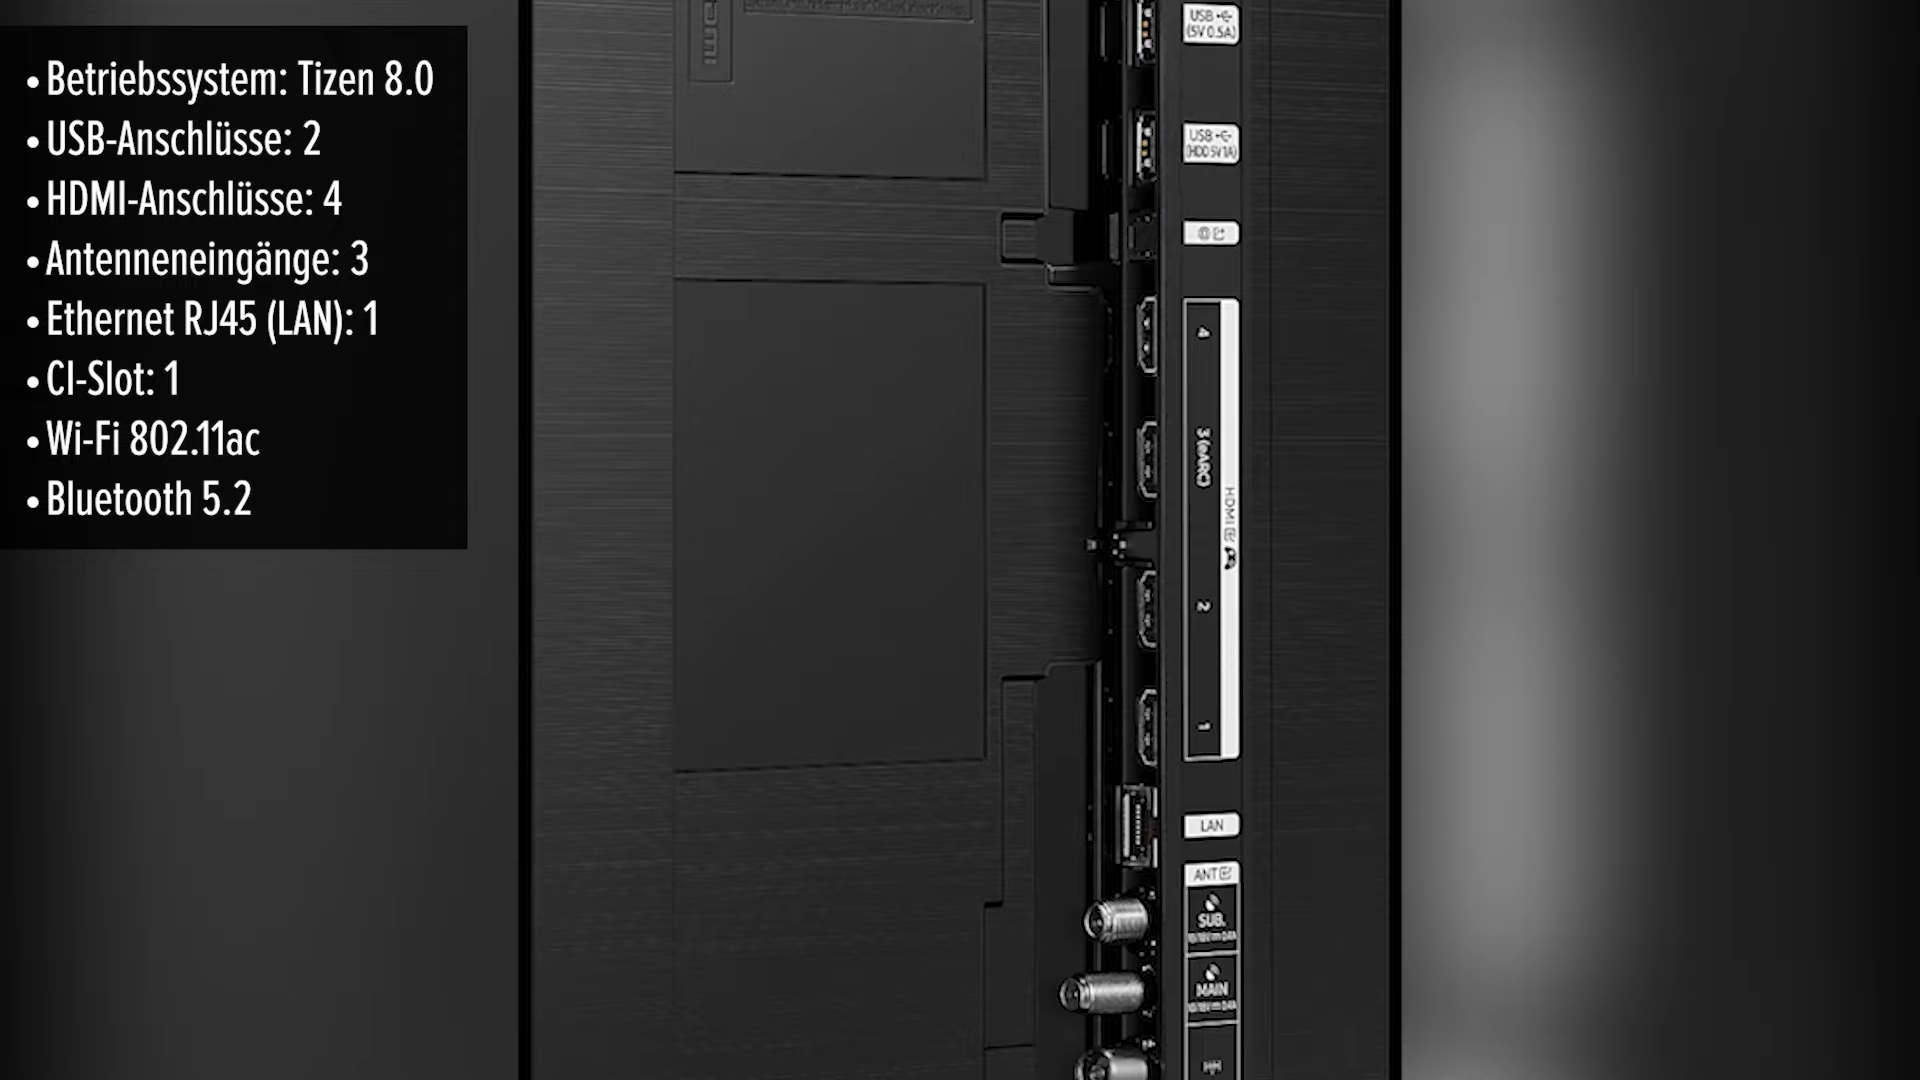 • Betriebssystem: Tizen 8.0
• USB-Anschlüsse: 2
• HDMI-Anschlüsse: 4
• Antenneneingänge: 3
• Ethernet RJ45 (LAN): 1
• CI-Slot: 1
• Wi-Fi 802.11ac
• Bluetooth 5.2
USB
(5V 0.5A)
USB
(HDD 5V 1A)
4
3 (eARC)
HDMI
2
1
LAN
ANT
SUB.
MAIN